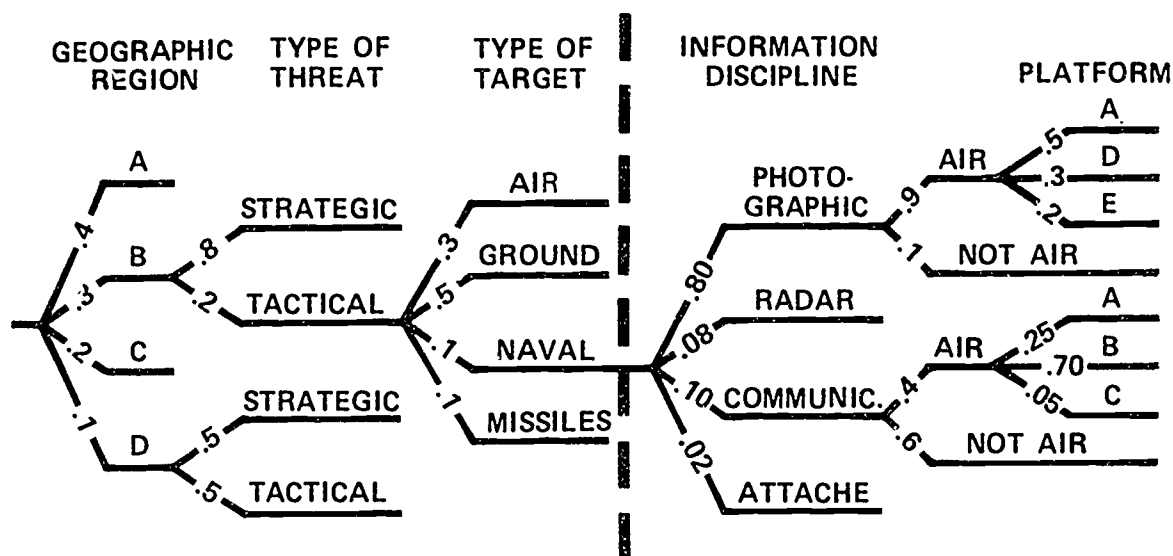 GEOGRAPHIC REGION
TYPE OF THREAT
TYPE OF TARGET
INFORMATION DISCIPLINE
PLATFORM
A
.4
B
.3
C
.2
D
.1
STRATEGIC
.8
TACTICAL
.2
STRATEGIC
.5
TACTICAL
.5
AIR
.3
GROUND
.5
NAVAL
.1
MISSILES
.1
PHOTO-
GRAPHIC
.80
RADAR
.08
COMMUNIC.
.10
ATTACHE
.02
AIR
.9
NOT AIR
.1
A
.5
D
.3
E
.2
AIR
.4
NOT AIR
.6
A
.25
B
.70
C
.05